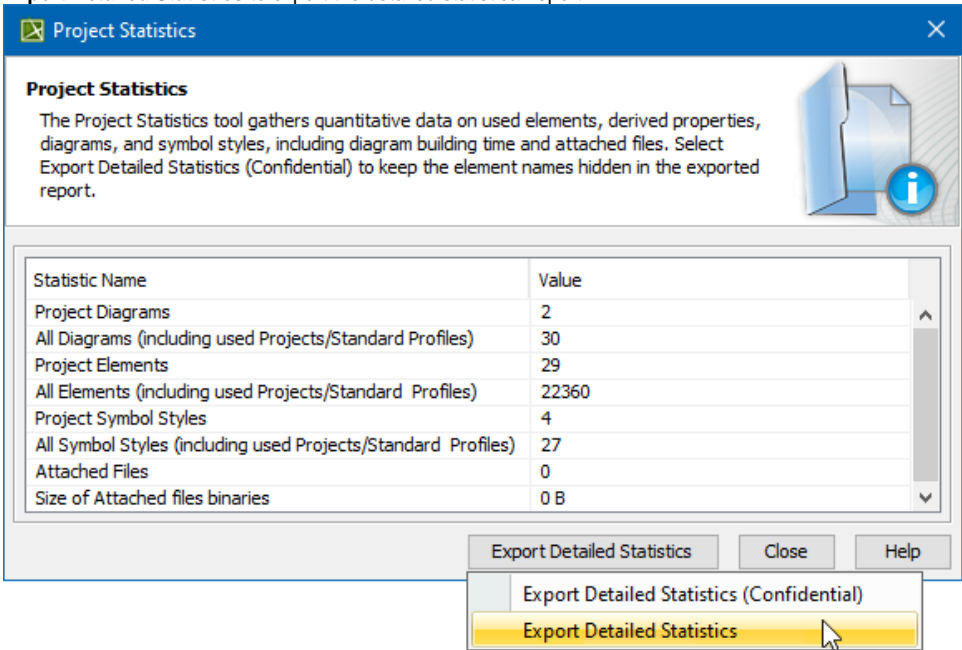 Project Statistics
Project Statistics
The Project Statistics tool gathers quantitative data on used elements, derived properties,
diagrams, and symbol styles, including diagram building time and attached files. Select
Export Detailed Statistics (Confidential) to keep the element names hidden in the exported
report.
Statistic Name Value
Project Diagrams 2
All Diagrams (including used Projects/Standard Profiles) 30
Project Elements 29
All Elements (including used Projects/Standard Profiles) 22360
Project Symbol Styles 4
All Symbol Styles (including used Projects/Standard Profiles) 27
Attached Files 0
Size of Attached files binaries 0 B
Export Detailed Statistics Close Help
Export Detailed Statistics (Confidential)
Export Detailed Statistics